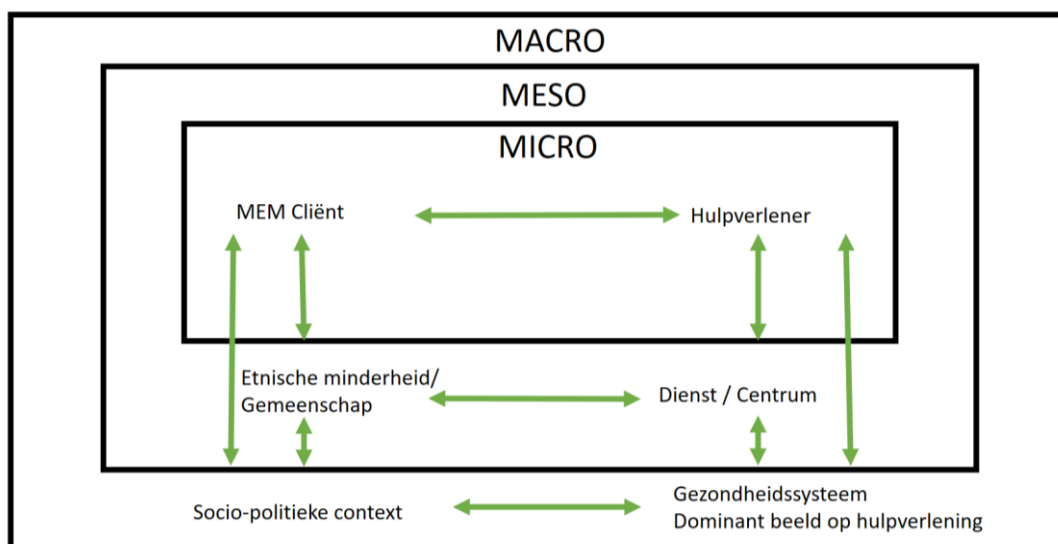 MACRO
MESO
MICRO
MEM Cliënt
Hulpverlener
Etnische minderheid/
Gemeenschap
Dienst / Centrum
Socio-politieke context
Gezondheidssysteem
Dominant beeld op hulpverlening